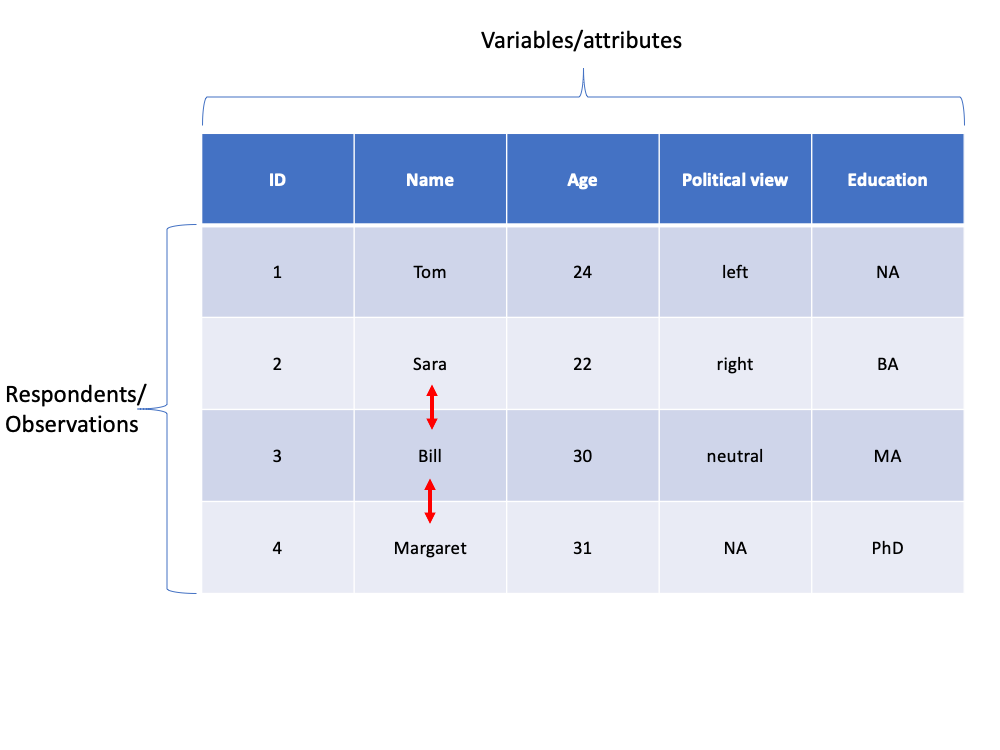 Variables/attributes
ID Name Age Political view Education
1 Tom 24 left NA
2 Sara 22 right BA
Respondents/
Observations
3 Bill 30 neutral MA
4 Margaret 31 NA PhD